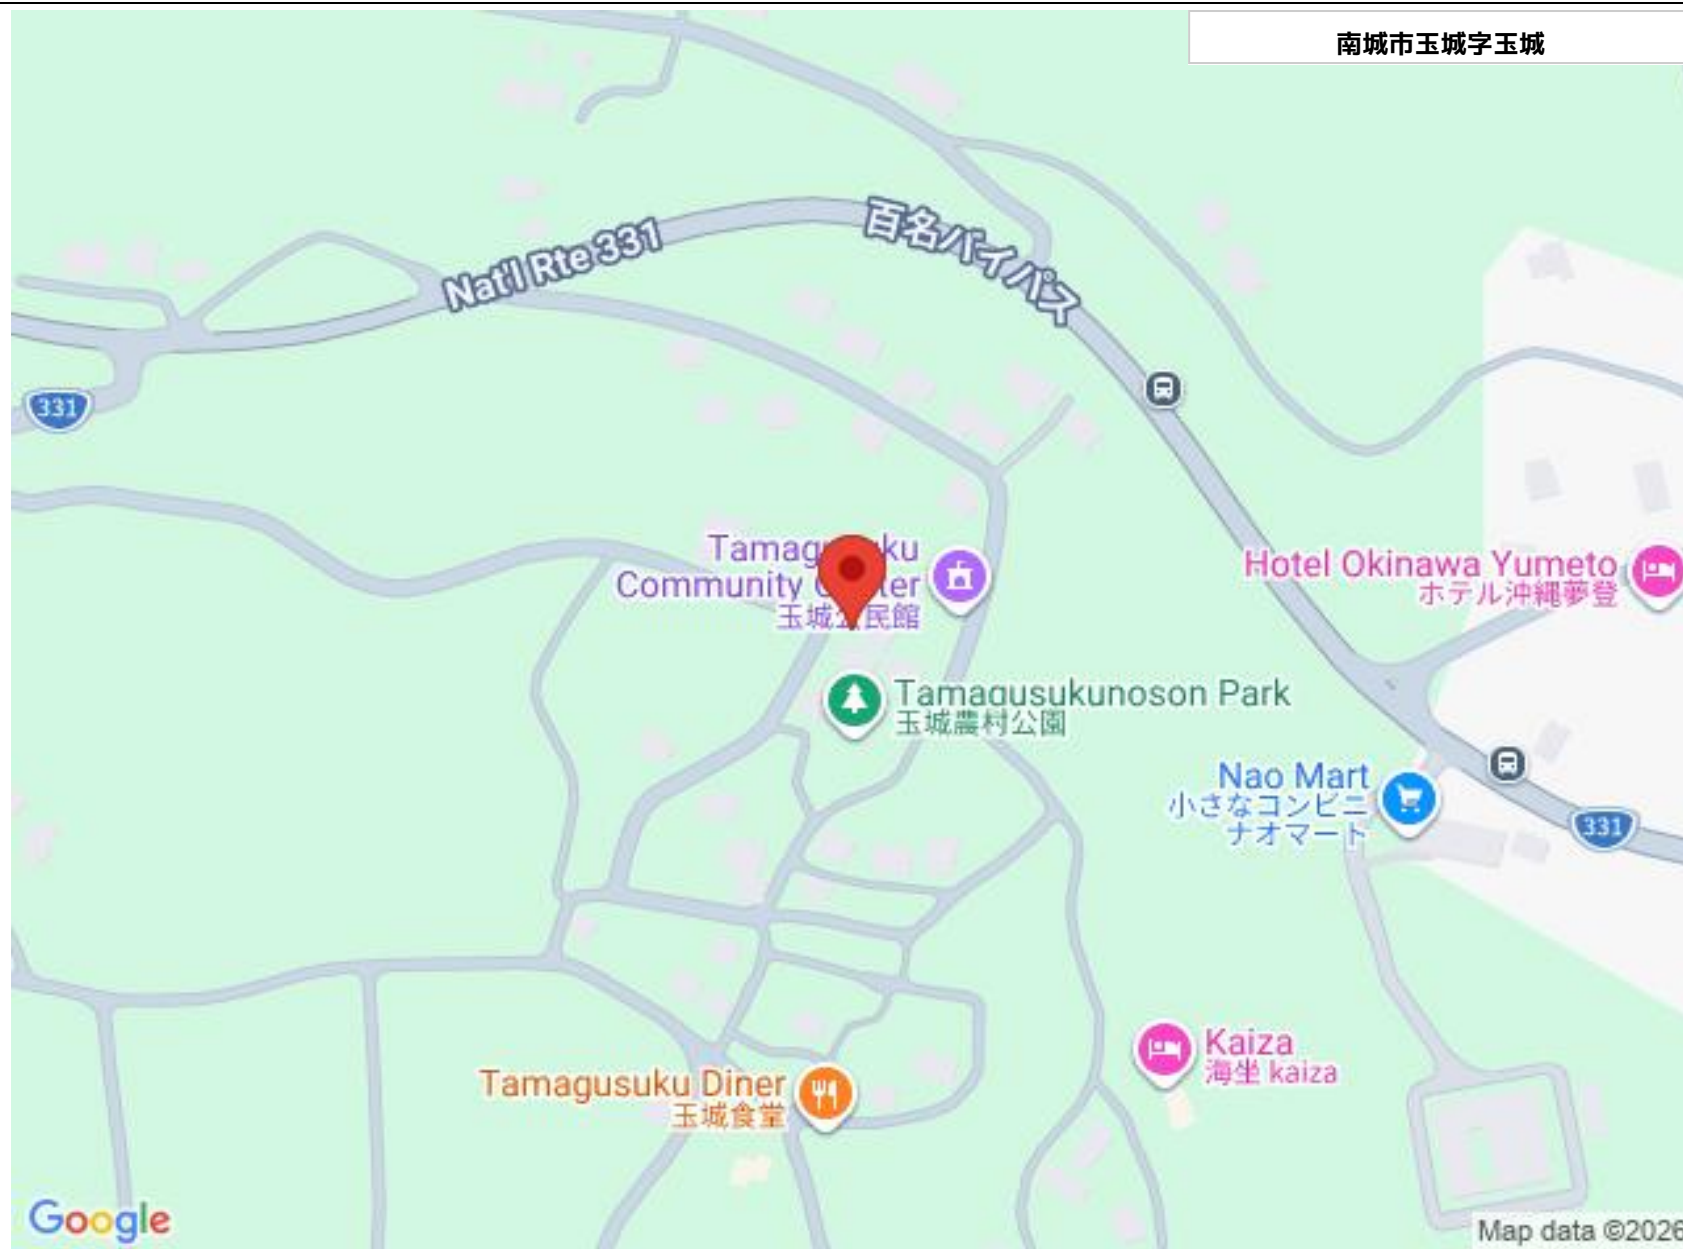 南城市玉城字玉城
百名バイパス
Nat'l Rte 331
331
Tamagusuku
Community Center
玉城公民館
Hotel Okinawa Yumeto
ホテル沖縄夢登
Tamagusukunoson Park
玉城農村公園
Nao Mart
小さなコンビニ
ナオマート
331
Kaiza
海坐 kaiza
Tamagusuku Diner
玉城食堂
Google
Map data ©2026